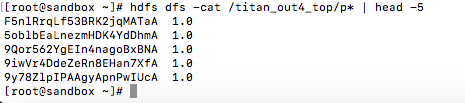 [root@sandbox ~]# hdfs dfs -cat /titan_out4_top/p* | head -5
F5nlRrqLf53BRK2jqMATaA  1.0
5oblbEaLnezmHDK4YdDhmA  1.0
9Qor562YgEIn4nagoBxBNA  1.0
9iwVr4DdeZeRn8EHan7XfA  1.0
9y78ZlpIPAAgyApnPwIUcA  1.0
[root@sandbox ~]#